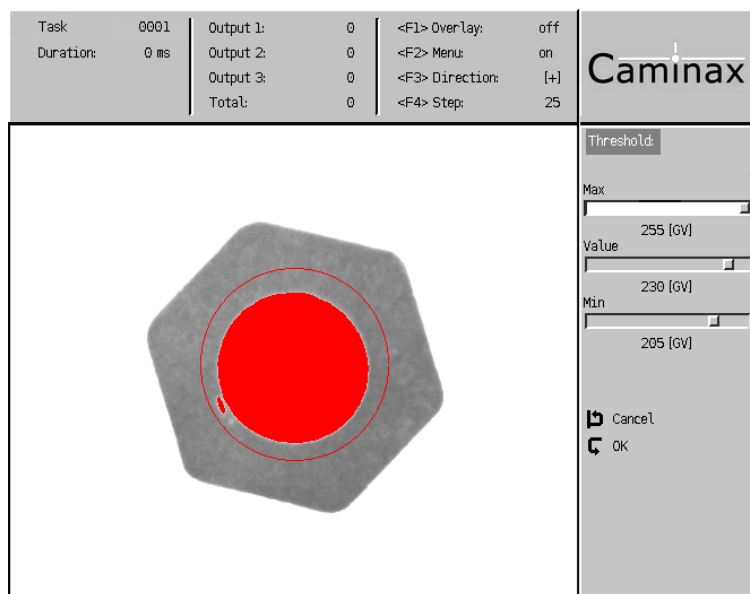 Task 0001
Duration: 0 ms
Output 1: 0
Output 2: 0
Output 3: 0
Total: 0
<F1> Overlay: off
<F2> Menu: on
<F3> Direction: [+]
<F4> Step: 25
Caminax
Threshold:
Max
255 [GV]
Value
230 [GV]
Min
205 [GV]
Cancel
OK